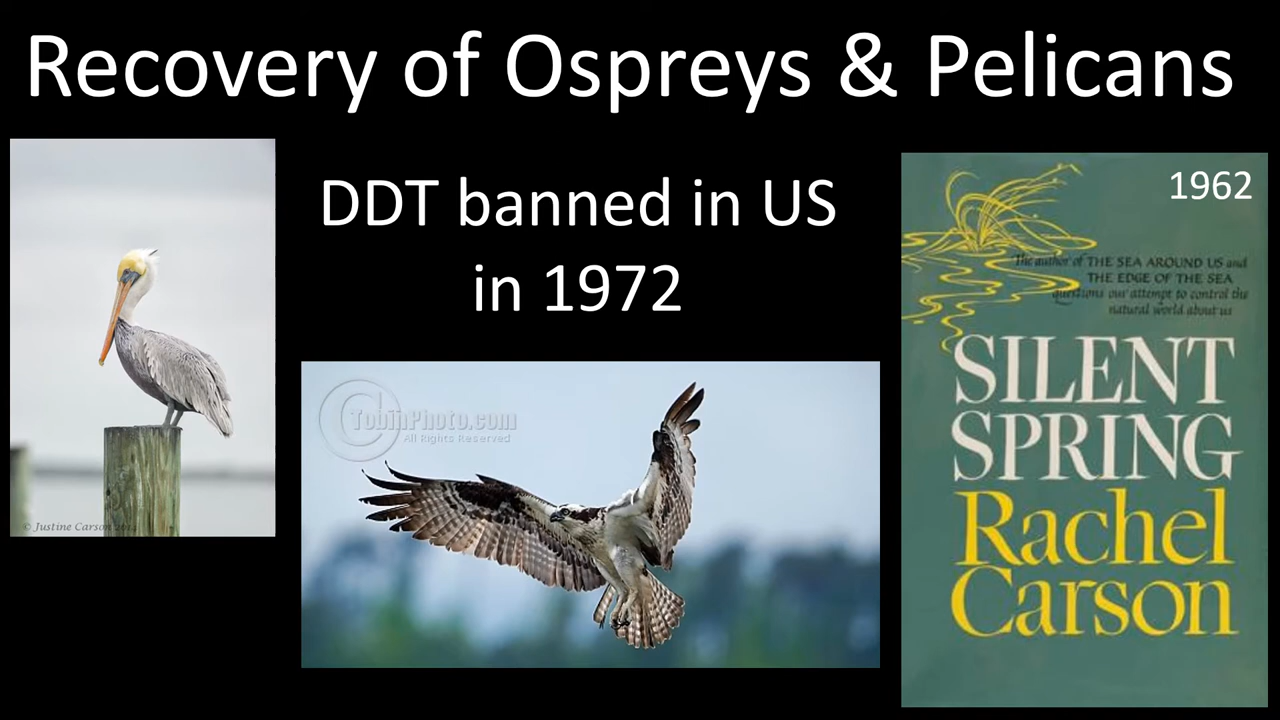 Recovery of Ospreys & Pelicans
DDT banned in US
in 1972
1962
The author of THE SEA AROUND US and
THE EDGE OF THE SEA
questions our attempt to control the
natural world about us
SILENT
SPRING
Rachel
Carson
TobinPhoto.com
All Rights Reserved
© Justine Carson